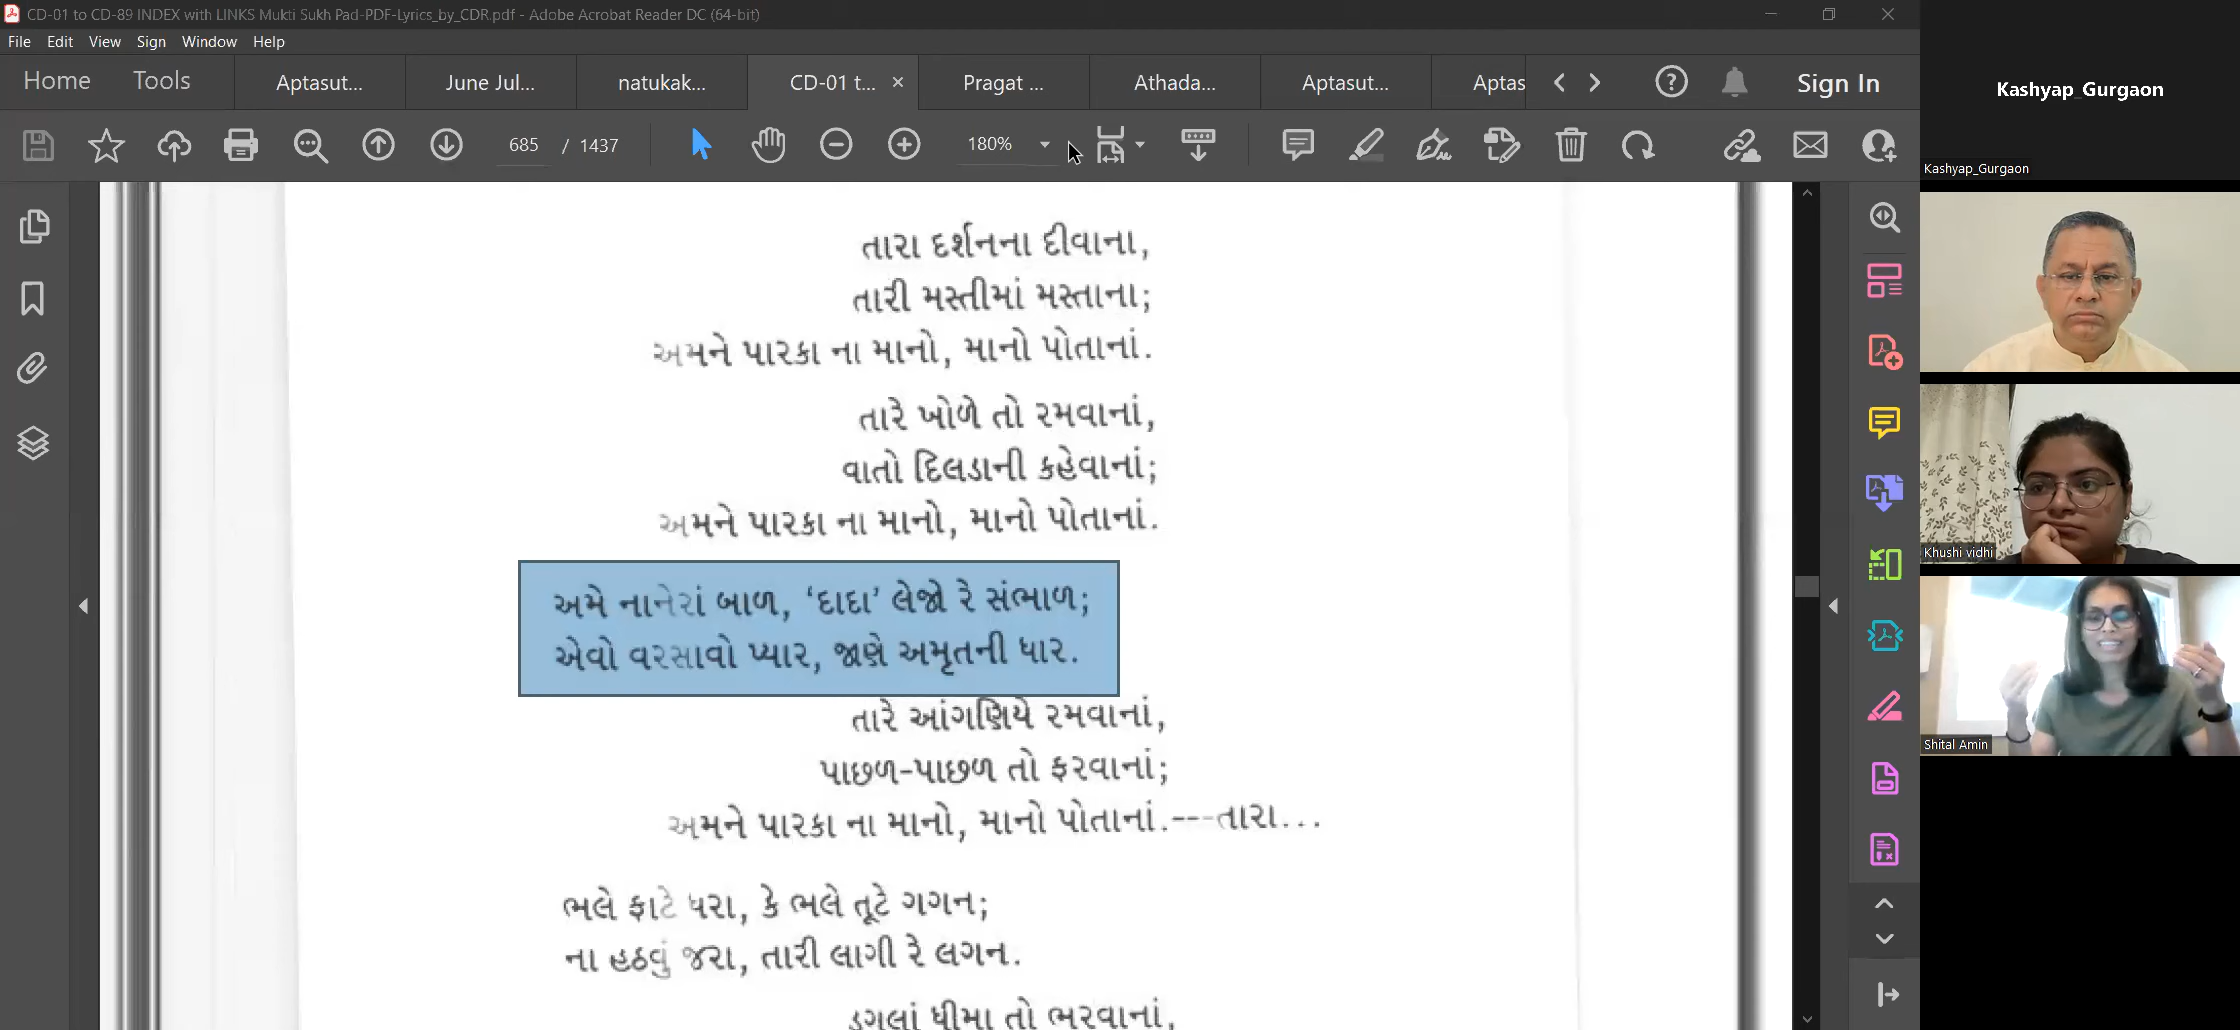 CD-01 to CD-89 INDEX with LINKS Mukti Sukh Pad-PDF-Lyrics_by_CDR.pdf - Adobe Acrobat Reader DC (64-bit)
File Edit View Sign Window Help
Home Tools Aptasut... June Jul... natukak... CD-01 t... × Pragat ... Athada... Aptasut... Aptas Sign In
685 / 1437 180%
તારા દર્શનના દીવાના,
તારી મસ્તીમાં મસ્તાના;
અમને પારકા ના માનો, માનો પોતાનાં.
તારે ખોળે તો રમવાનાં,
વાતો દિલડાની કહેવાનાં;
અમને પારકા ના માનો, માનો પોતાનાં.
અમે નાનેરાં બાળ, ‘દાદા’ લેજો રે સંભાળ;
એવો વરસાવો પ્યાર, જાણે અમૃતની ધાર.
તારે આંગણિયે રમવાનાં,
પાછળ-પાછળ તો ફરવાનાં;
અમને પારકા ના માનો, માનો પોતાનાં.---તારા...
ભલે ફાટે ધરા, કે ભલે તૂટે ગગન;
ના હઠવું જરા, તારી લાગી રે લગન.
ડગલાં ધીમા તો ભરવાનાં,
Kashyap_Gurgaon
Kashyap_Gurgaon
Khushi vidhi
Shital Amin